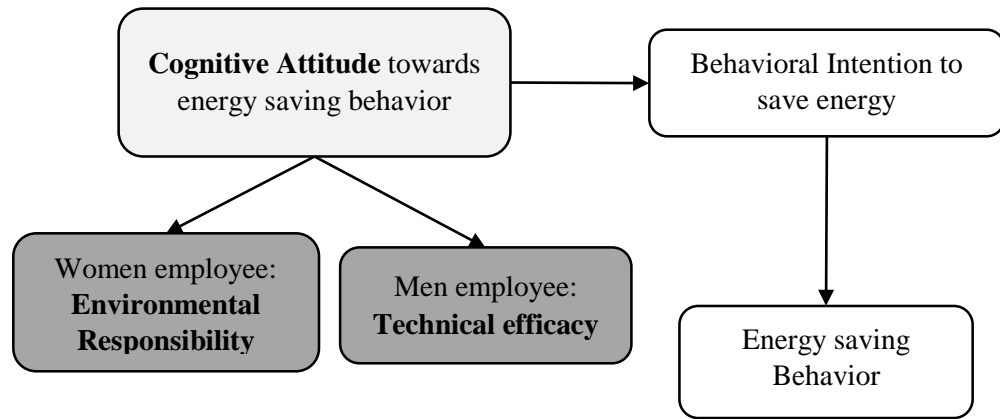 Cognitive Attitude towards
energy saving behavior
Behavioral Intention to
save energy
Women employee:
Environmental
Responsibility
Men employee:
Technical efficacy
Energy saving
Behavior